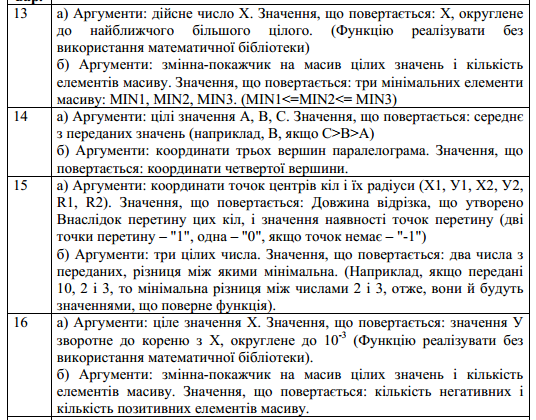 13
а) Аргументи: дійсне число X. Значення, що повертається: X, округлене
до найближчого більшого цілого. (Функцію реалізувати без
використання математичної бібліотеки)
б) Аргументи: змінна-покажчик на масив цілих значень і кількість
елементів масиву. Значення, що повертається: три мінімальних елементи
масиву: MIN1, MIN2, MIN3. (MIN1<=MIN2<= MIN3)
14
а) Аргументи: цілі значення A, B, C. Значення, що повертається: середнє
з переданих значень (наприклад, B, якщо C>B>A)
б) Аргументи: координати трьох вершин паралелограма. Значення, що
повертається: координати четвертої вершини.
15
а) Аргументи: координати точок центрів кіл і їх радіуси (X1, У1, X2, У2,
R1, R2). Значення, що повертається: Довжина відрізка, що утворено
Внаслідок перетину цих кіл, і значення наявності точок перетину (дві
точки перетину – "1", одна – "0", якщо точок немає – "-1")
б) Аргументи: три цілих числа. Значення, що повертається: два числа з
переданих, різниця між якими мінімальна. (Наприклад, якщо передані
10, 2 і 3, то мінімальна різниця між числами 2 і 3, отже, вони й будуть
значеннями, що поверне функція).
16
а) Аргументи: ціле значення X. Значення, що повертається: значення У
зворотне до кореню з X, округлене до 10⁻³ (Функцію реалізувати без
використання математичної бібліотеки).
б) Аргументи: змінна-покажчик на масив цілих значень і кількість
елементів масиву. Значення, що повертається: кількість негативних і
кількість позитивних елементів масиву.